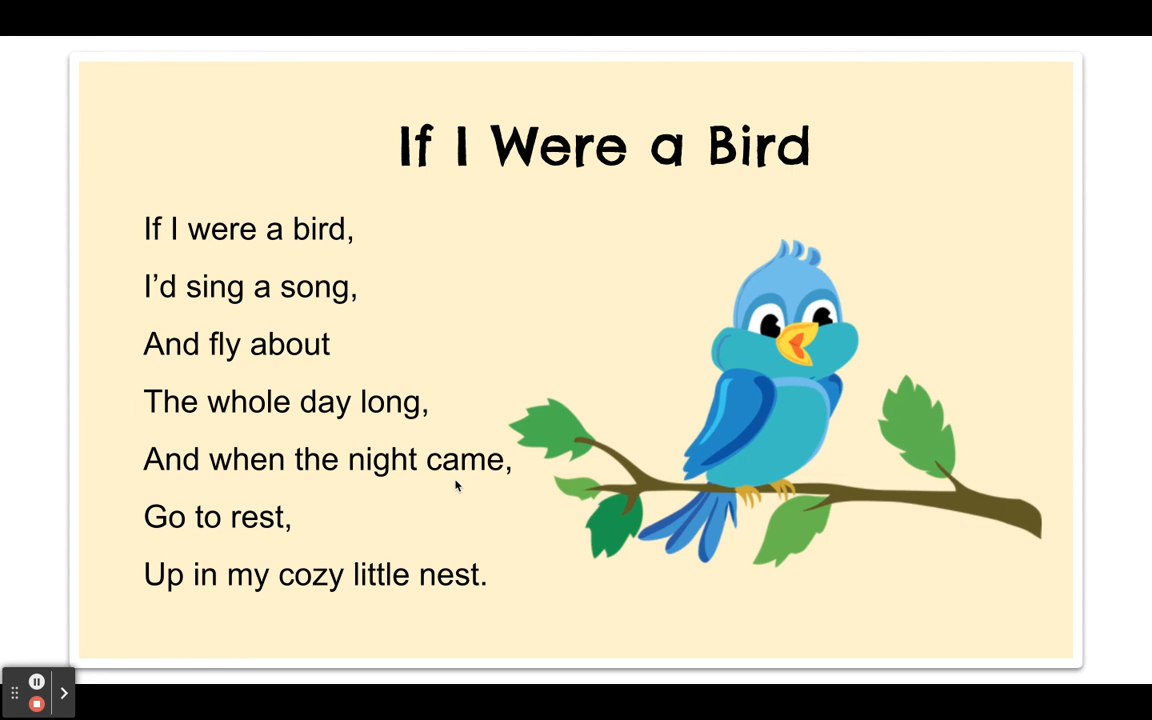 If I Were a Bird
If I were a bird,
I’d sing a song,
And fly about
The whole day long,
And when the night came,
Go to rest,
Up in my cozy little nest.